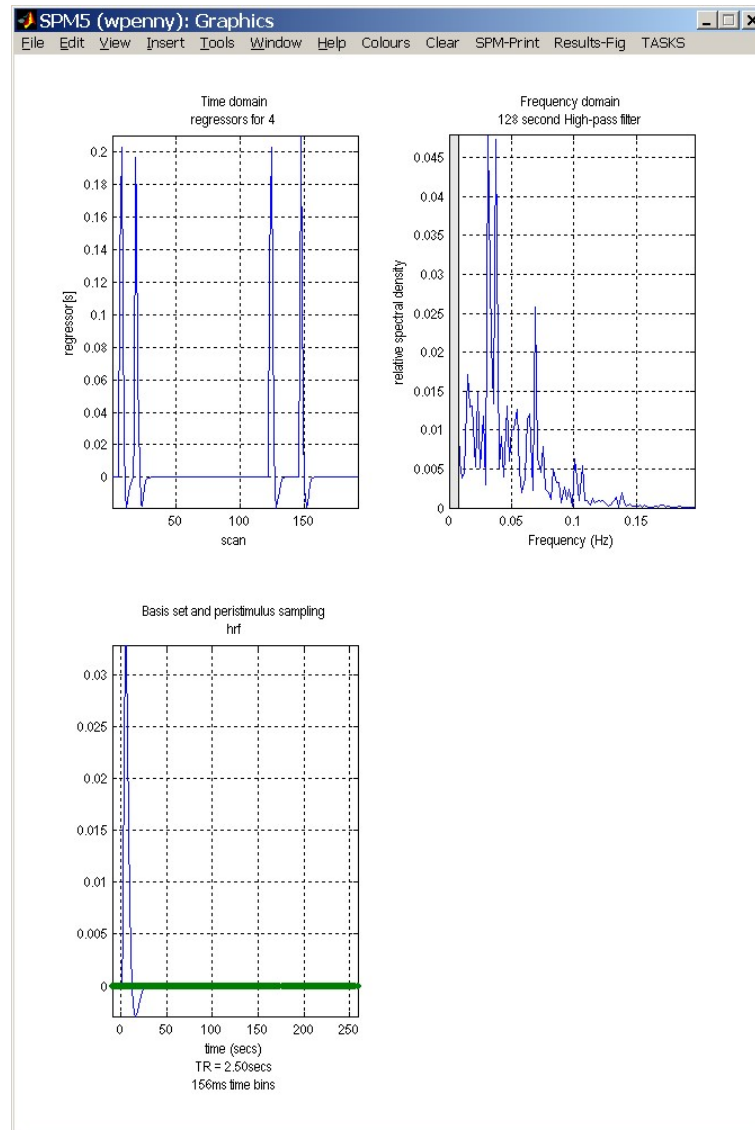 SPM5 (wpenny): Graphics
File Edit View Insert Tools Window Help Colours Clear SPM-Print Results-Fig TASKS
Time domain
regressors for 4
0.2
0.18
0.16
0.14
0.12
0.1
0.08
0.06
0.04
0.02
0
regressor[s]
50 100 150
scan
Frequency domain
128 second High-pass filter
0.045
0.04
0.035
0.03
0.025
0.02
0.015
0.01
0.005
0
relative spectral density
0 0.05 0.1 0.15
Frequency (Hz)
Basis set and peristimulus sampling
hrf
0.03
0.025
0.02
0.015
0.01
0.005
0
0 50 100 150 200 250
time (secs)
TR = 2.50secs
156ms time bins